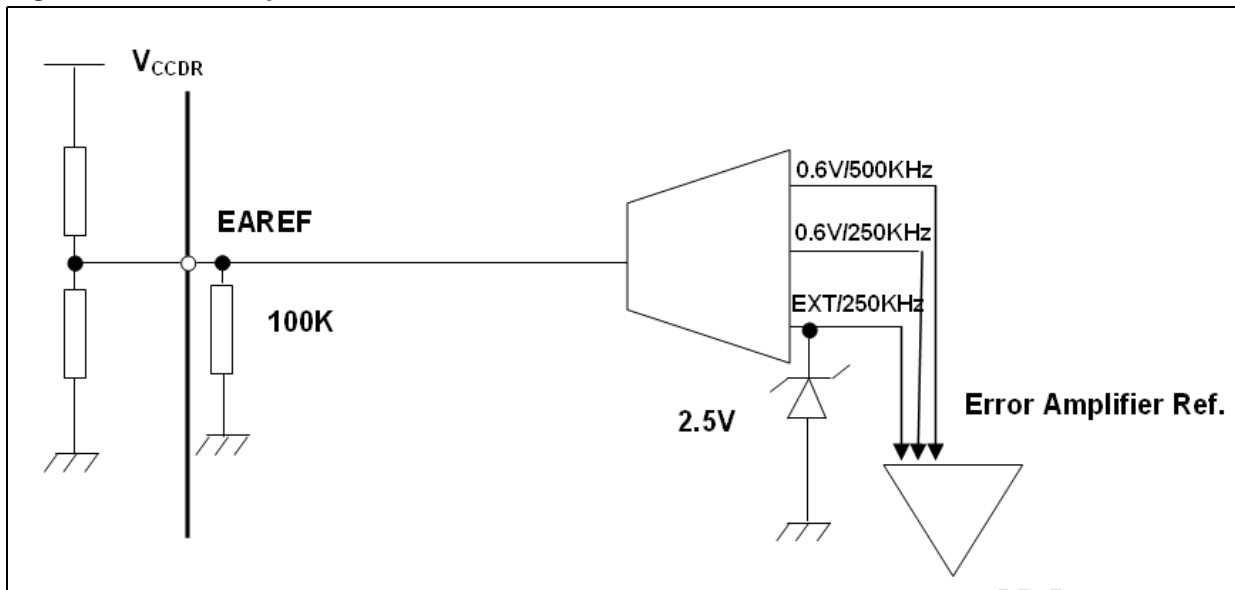 VCCDR
0.6V/500KHz
EAREF
0.6V/250KHz
EXT/250KHz
100K
2.5V
Error Amplifier Ref.